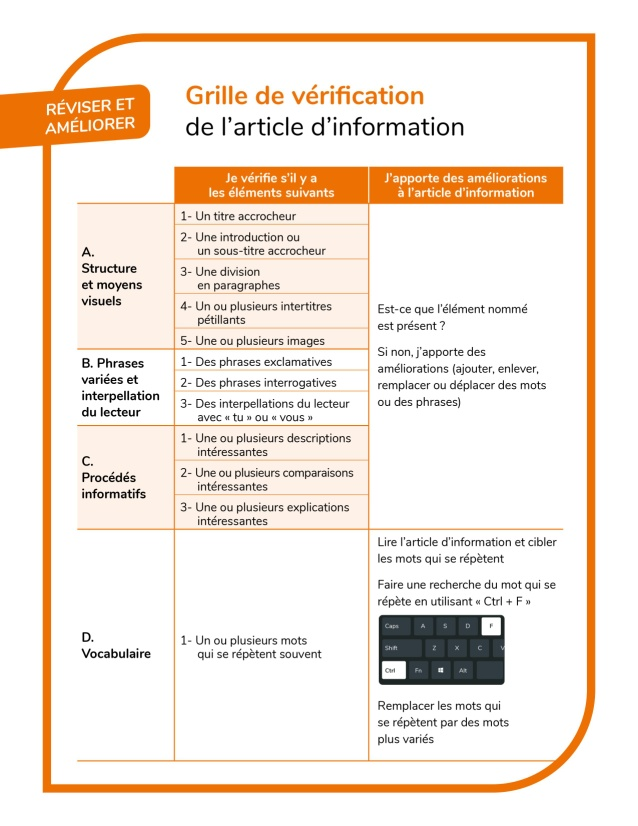 RÉVISER ET
AMÉLIORER
Grille de vérification
de l'article d'information
Je vérifie s'il y a
les éléments suivants
J'apporte des améliorations
à l'article d'information
A.
Structure
et moyens
visuels
1- Un titre accrocheur
2- Une introduction ou
un sous-titre accrocheur
3- Une division
en paragraphes
4- Un ou plusieurs intertitres
pétillants
5- Une ou plusieurs images
B. Phrases
variées et
interpellation
du lecteur
1- Des phrases exclamatives
2- Des phrases interrogatives
3- Des interpellations du lecteur
avec « tu » ou « vous »
C.
Procédés
informatifs
1- Une ou plusieurs descriptions
intéressantes
2- Une ou plusieurs comparaisons
intéressantes
3- Une ou plusieurs explications
intéressantes
Est-ce que l'élément nommé
est présent ?
Si non, j'apporte des
améliorations (ajouter, enlever,
remplacer ou déplacer des mots
ou des phrases)
D.
Vocabulaire
1- Un ou plusieurs mots
qui se répètent souvent
Lire l'article d'information et cibler
les mots qui se répètent
Faire une recherche du mot qui se
répète en utilisant « Ctrl + F »
Caps A S D F
Shift Z X C V
Ctrl Fn Alt
Remplacer les mots qui
se répètent par des mots
plus variés